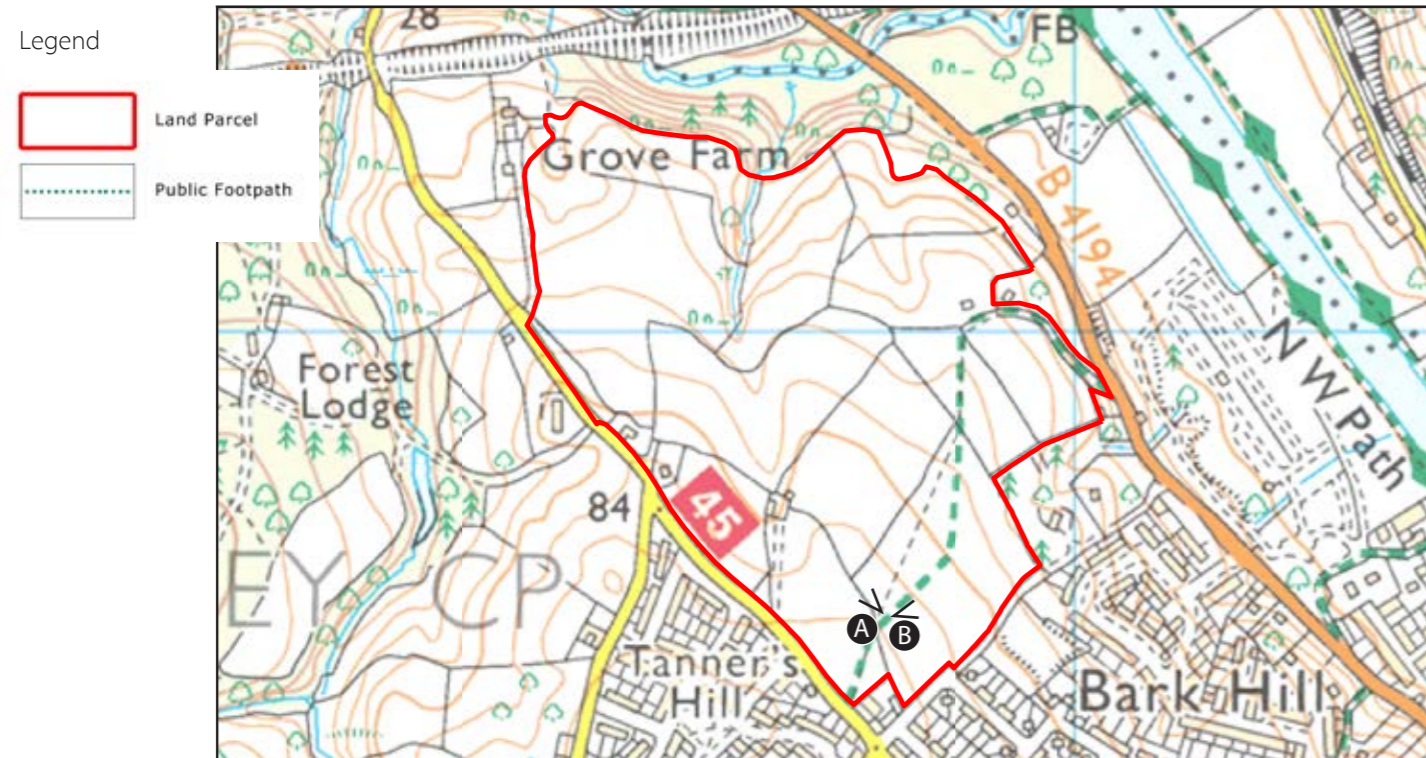 Legend
Land Parcel
Public Footpath
28
FB
Grove Farm
B 4194
N W Path
Forest
Lodge
84
45
EY CP
A B
Tanner's
Hill
Bark Hill